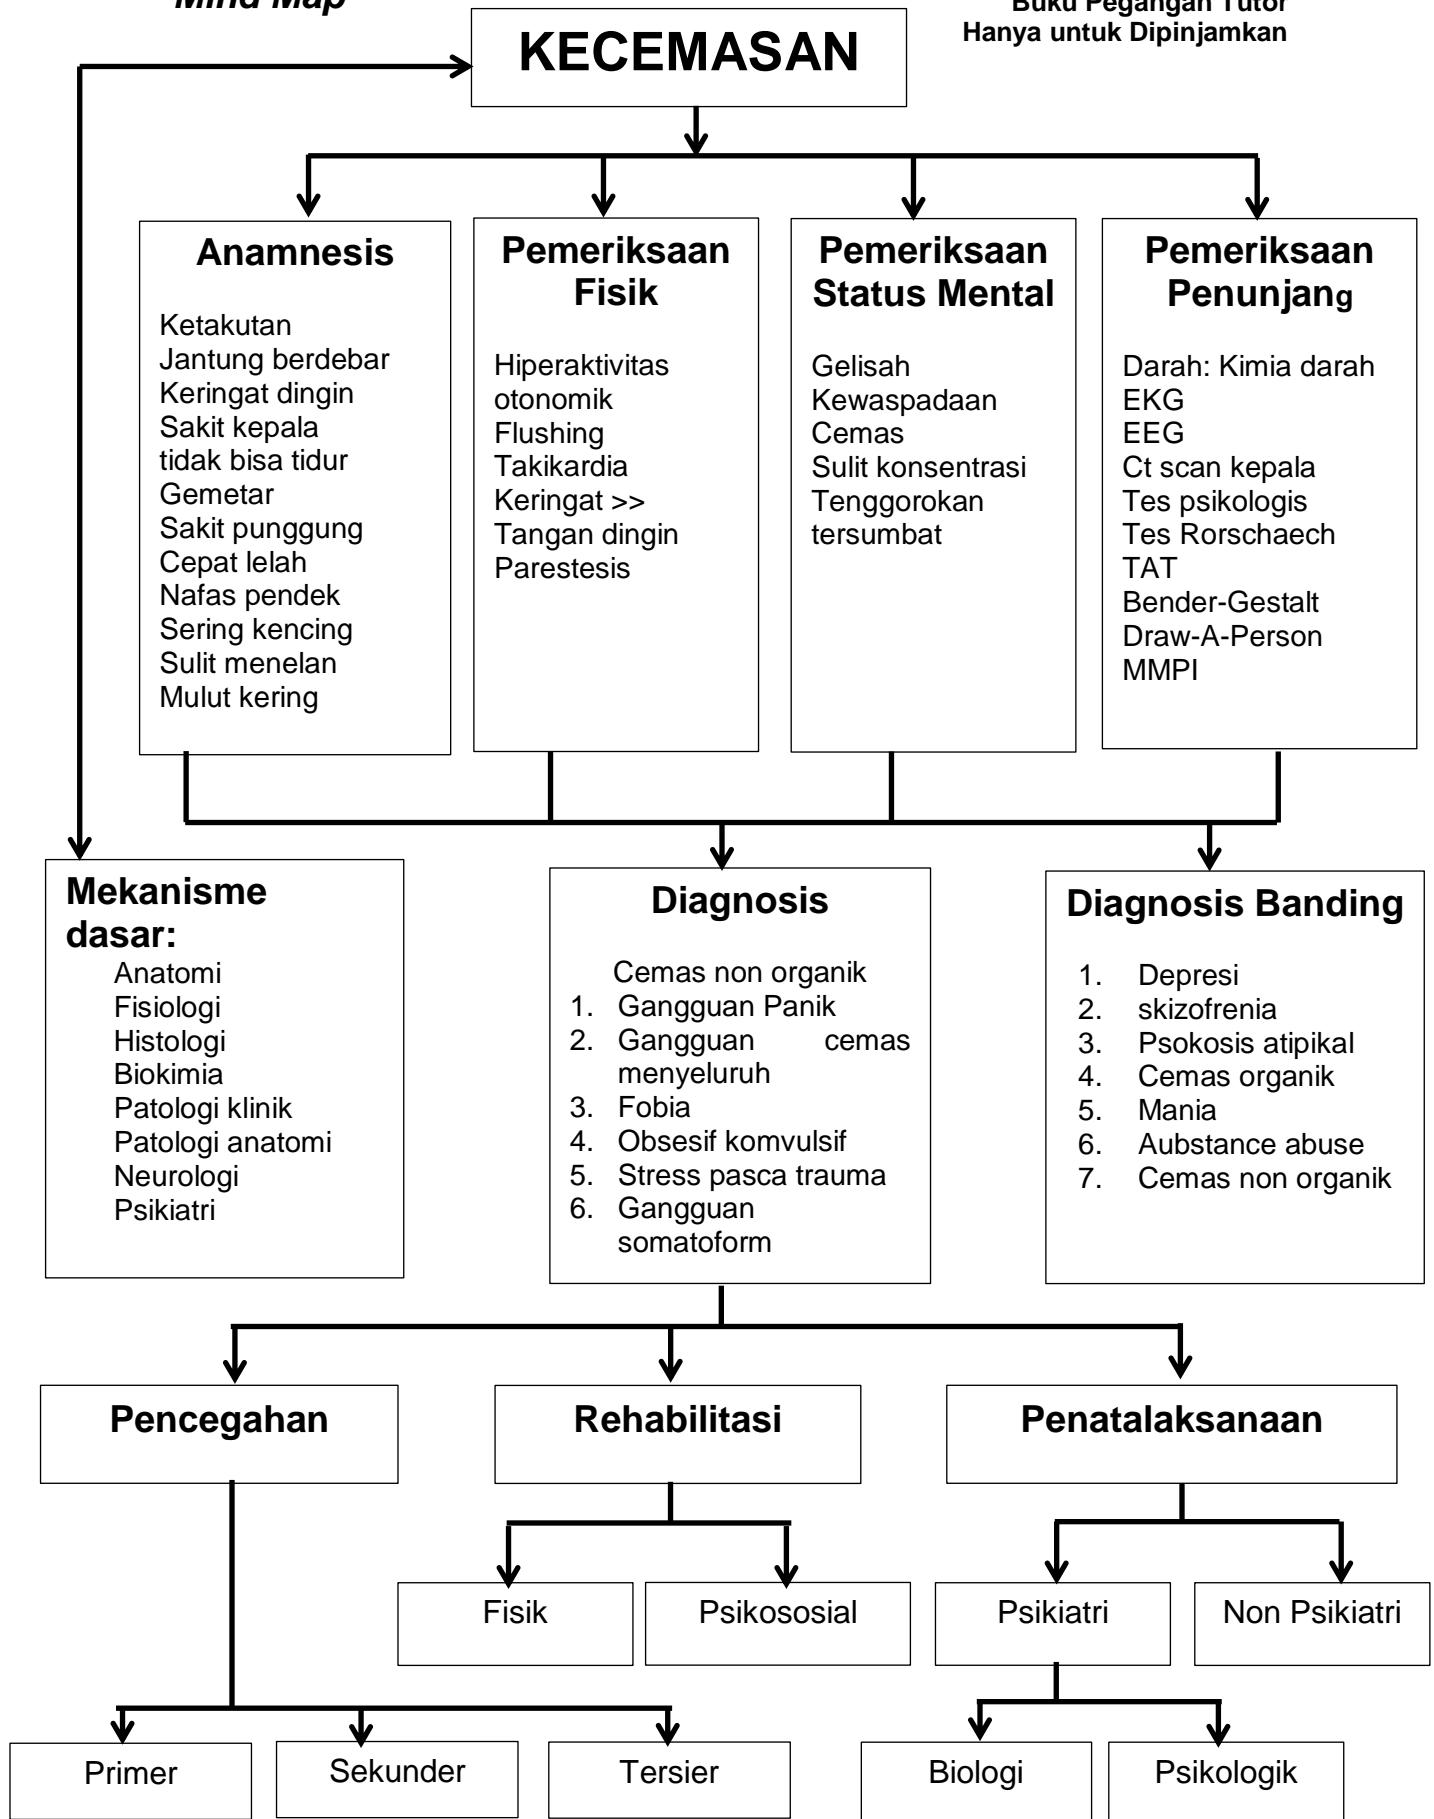 Mind Map
Buku Pegangan Tutor
Hanya untuk Dipinjamkan
KECEMASAN
Anamnesis
Ketakutan
Jantung berdebar
Keringat dingin
Sakit kepala
tidak bisa tidur
Gemetar
Sakit punggung
Cepat lelah
Nafas pendek
Sering kencing
Sulit menelan
Mulut kering
Pemeriksaan
Fisik
Hiperaktivitas
otonomik
Flushing
Takikardia
Keringat >>
Tangan dingin
Parestesis
Pemeriksaan
Status Mental
Gelisah
Kewaspadaan
Cemas
Sulit konsentrasi
Tenggorokan
tersumbat
Pemeriksaan
Penunjang
Darah: Kimia darah
EKG
EEG
Ct scan kepala
Tes psikologis
Tes Rorschaech
TAT
Bender-Gestalt
Draw-A-Person
MMPI
Mekanisme
dasar:
Anatomi
Fisiologi
Histologi
Biokimia
Patologi klinik
Patologi anatomi
Neurologi
Psikiatri
Diagnosis
Cemas non organik
1. Gangguan Panik
2. Gangguan cemas
menyeluruh
3. Fobia
4. Obsesif komvulsif
5. Stress pasca trauma
6. Gangguan
somatoform
Diagnosis Banding
1. Depresi
2. skizofrenia
3. Psokosis atipikal
4. Cemas organik
5. Mania
6. Aubstance abuse
7. Cemas non organik
Pencegahan
Rehabilitasi
Penatalaksanaan
Fisik
Psikososial
Psikiatri
Non Psikiatri
Primer
Sekunder
Tersier
Biologi
Psikologik